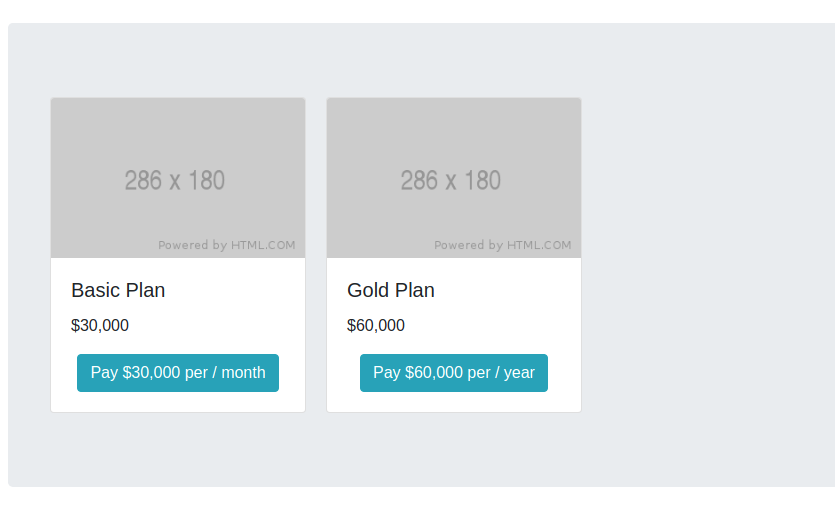 286 x 180
Powered by HTML.COM
Basic Plan
$30,000
Pay $30,000 per / month
286 x 180
Powered by HTML.COM
Gold Plan
$60,000
Pay $60,000 per / year